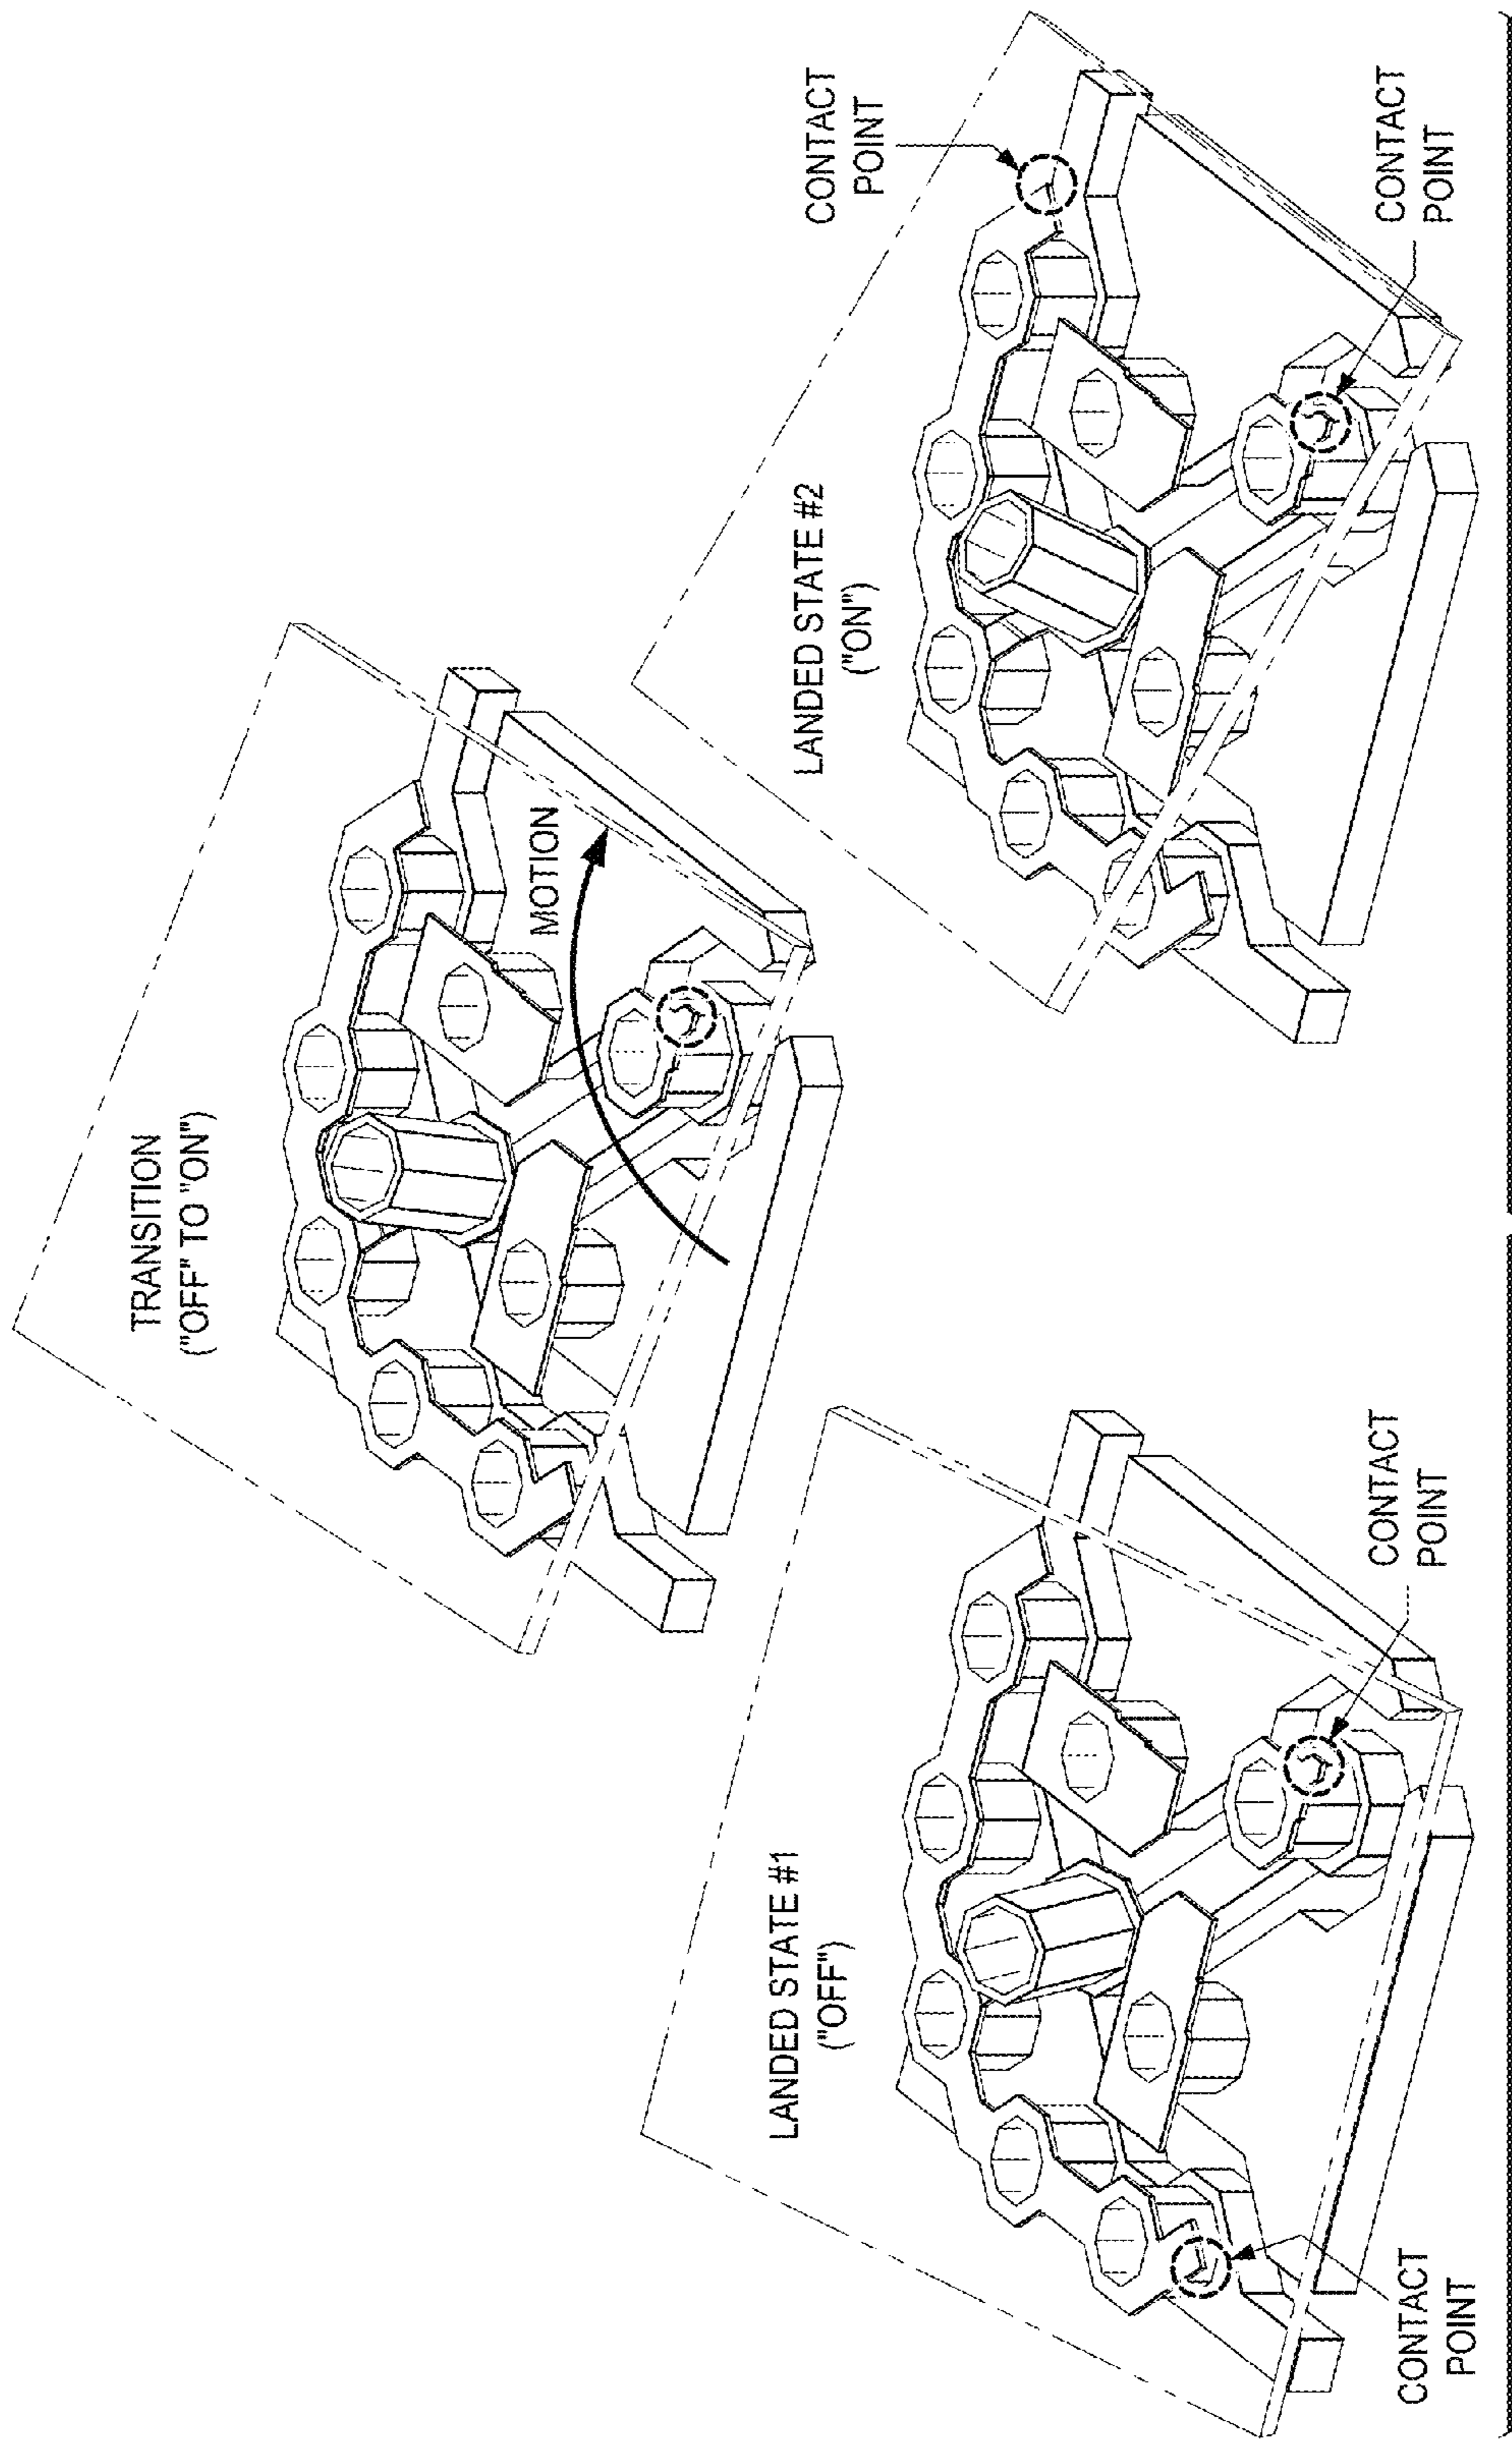 TRANSITION
("OFF" TO "ON")
MOTION
LANDED STATE #1
("OFF")
CONTACT
POINT
CONTACT
POINT
LANDED STATE #2
("ON")
CONTACT
POINT
CONTACT
POINT